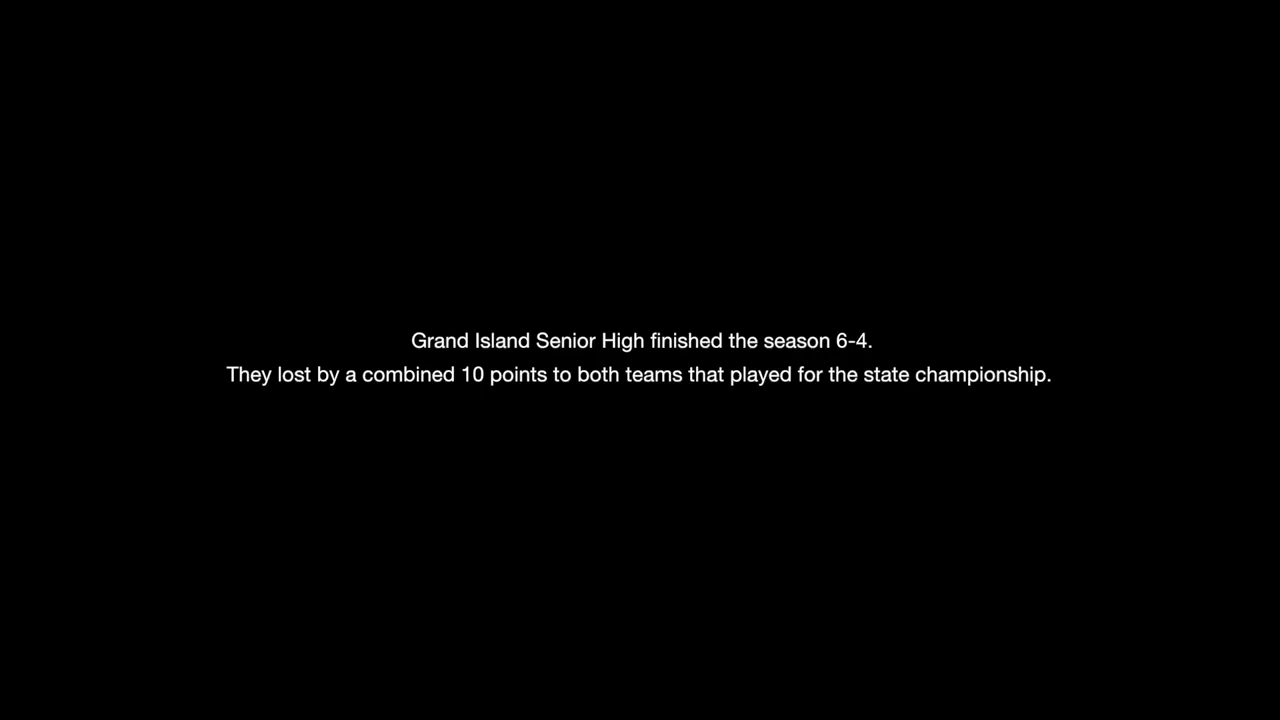 Grand Island Senior High finished the season 6-4.
They lost by a combined 10 points to both teams that played for the state championship.